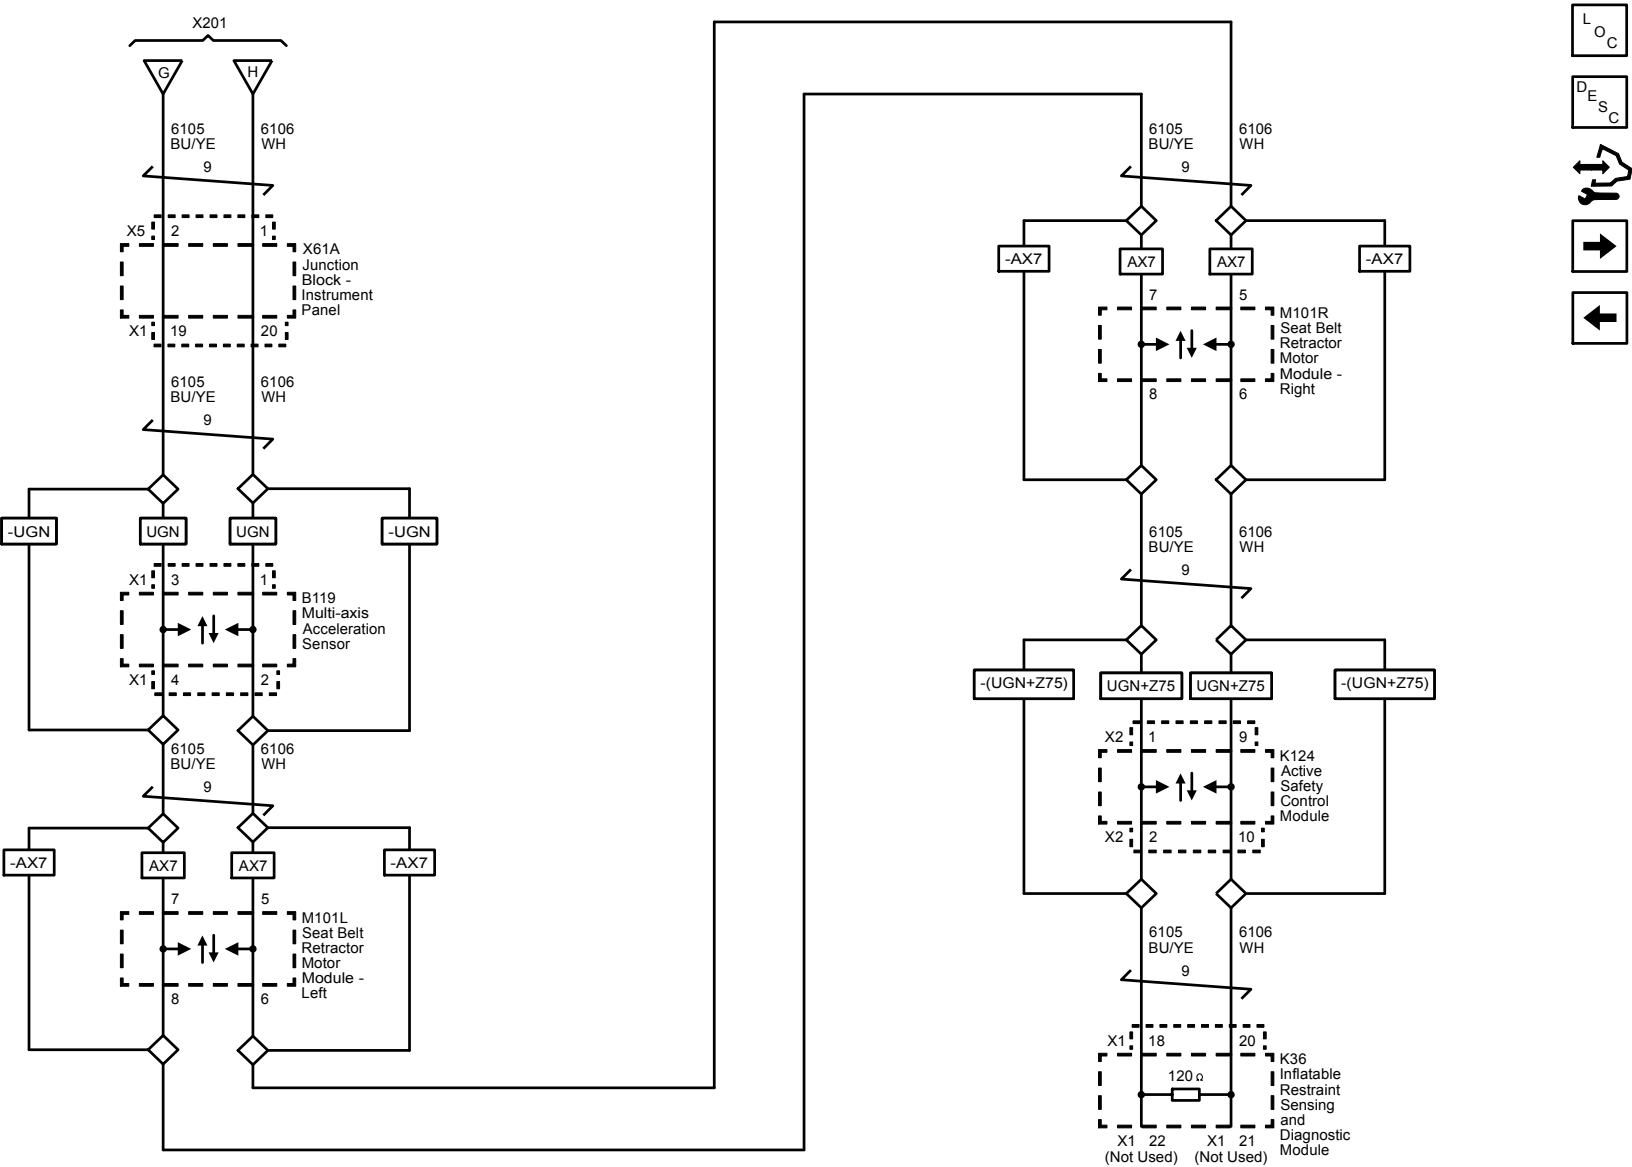 X201
G H
6105
BU/YE
6106
WH
9
X5 2 1
X61A
Junction
Block -
Instrument
Panel
X1 19 20
6105
BU/YE
6106
WH
9
-UGN UGN UGN -UGN
X1 3 1
B119
Multi-axis
Acceleration
Sensor
X1 4 2
6105
BU/YE
6106
WH
9
-AX7 AX7 AX7 -AX7
7 5
M101L
Seat Belt
Retractor
Motor
Module -
Left
8 6
6105
BU/YE
6106
WH
9
-AX7 AX7 AX7 -AX7
7 5
M101R
Seat Belt
Retractor
Motor
Module -
Right
8 6
6105
BU/YE
6106
WH
9
-(UGN+Z75) UGN+Z75 UGN+Z75 -(UGN+Z75)
X2 1 9
K124
Active
Safety
Control
Module
X2 2 10
6105
BU/YE
6106
WH
9
X1 18 20
K36
Inflatable
Restraint
Sensing
and
Diagnostic
Module
120 Ω
X1 22
(Not Used)
X1 21
(Not Used)
LOC
DESC